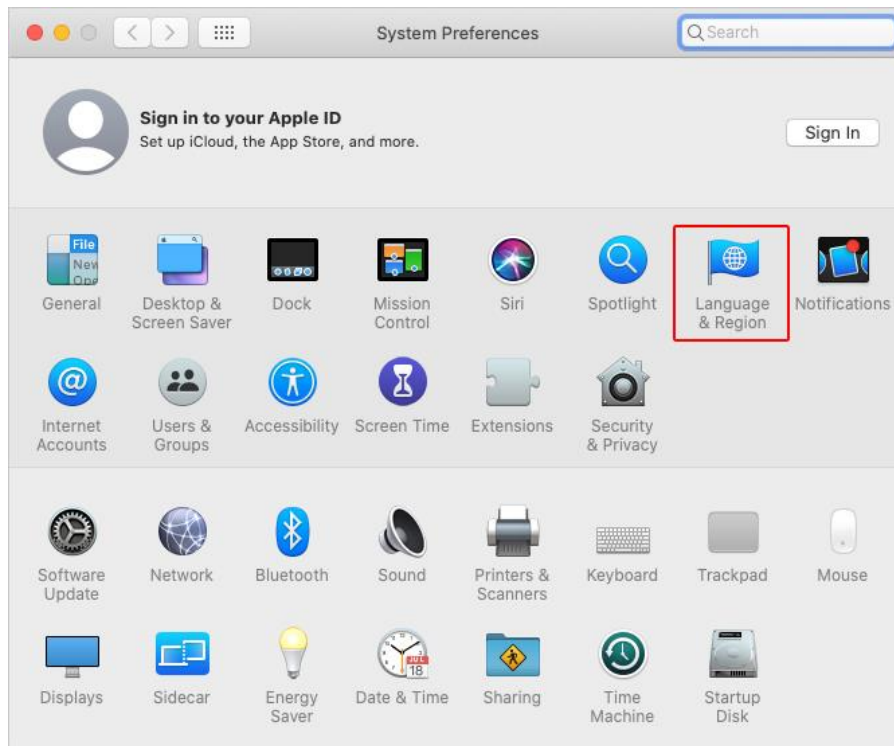 System Preferences
Search
Sign in to your Apple ID
Set up iCloud, the App Store, and more.
Sign In
File
New
Ope
General
Desktop &
Screen Saver
Dock
Mission
Control
Siri
Spotlight
Language
& Region
Notifications
Internet
Accounts
Users &
Groups
Accessibility
Screen Time
Extensions
Security
& Privacy
Software
Update
Network
Bluetooth
Sound
Printers &
Scanners
Keyboard
Trackpad
Mouse
JUL
18
Displays
Sidecar
Energy
Saver
Date & Time
Sharing
Time
Machine
Startup
Disk